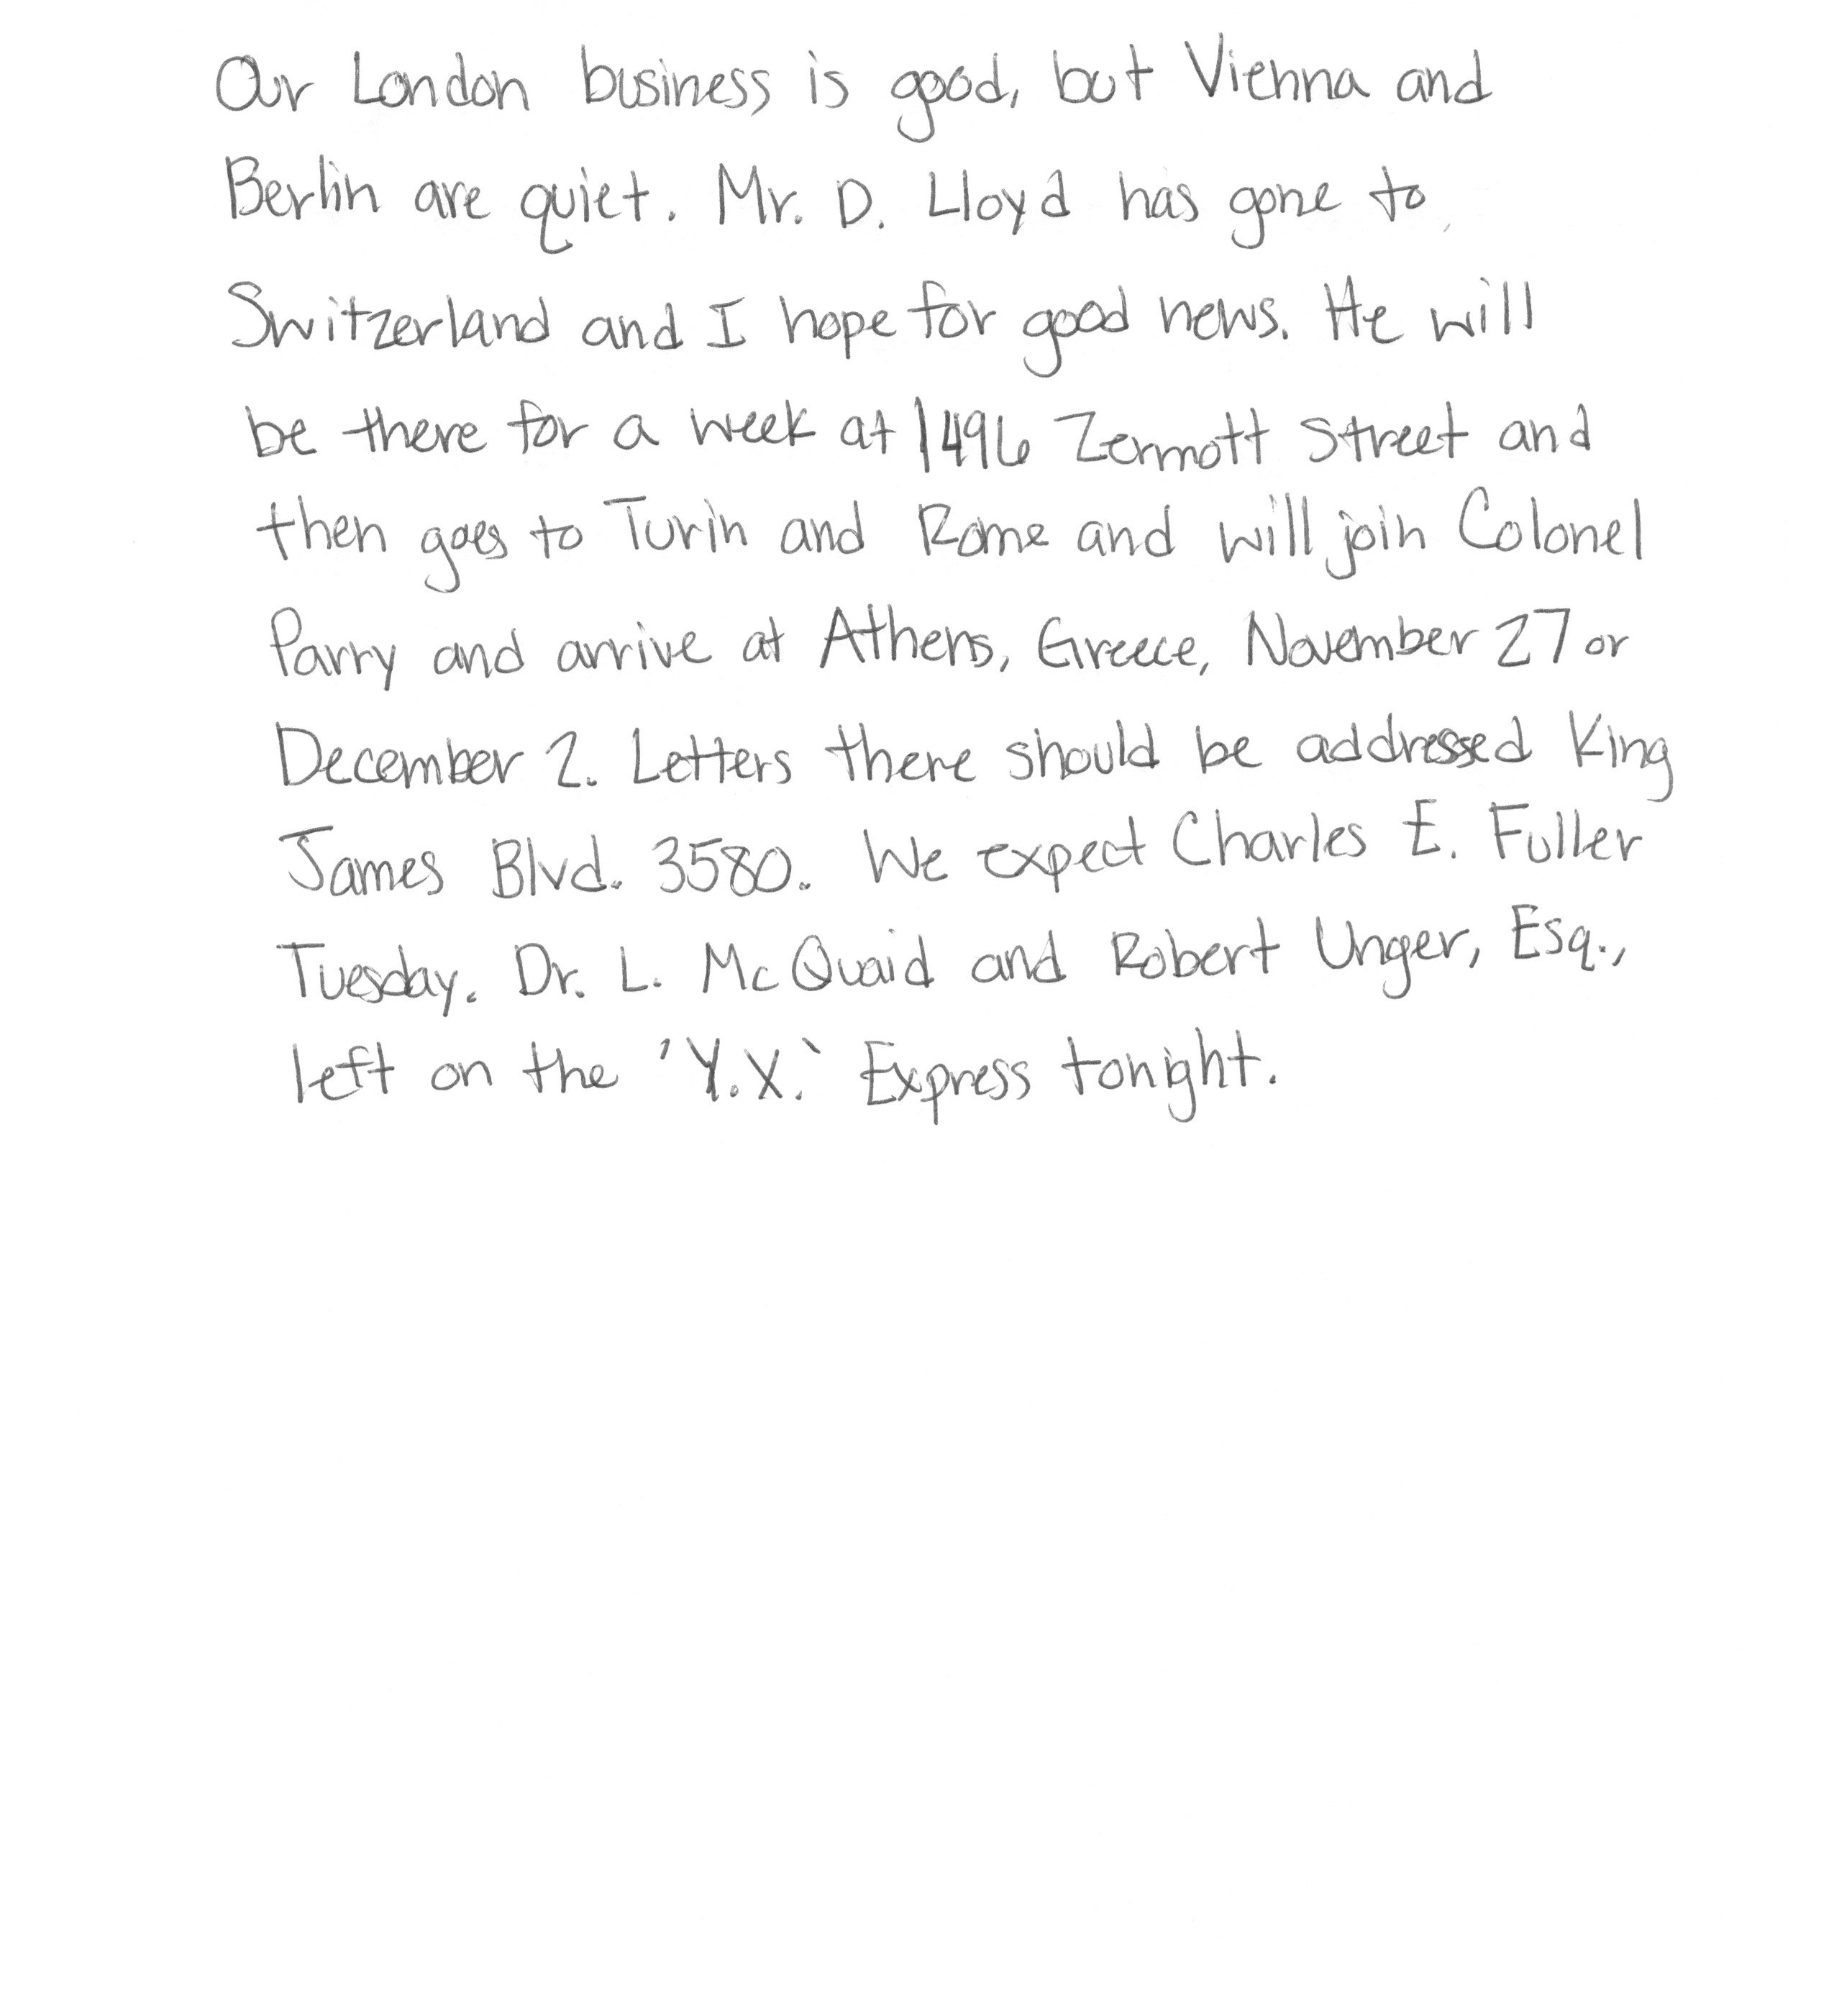 Our London business is good, but Vienna and
Berlin are quiet. Mr. D. Lloyd has gone to
Switzerland and I hope for good news. He will
be there for a week at 1496 Zermott Street and
then goes to Turin and Rome and will join Colonel
Parry and arrive at Athens, Greece, November 27 or
December 2. Letters there should be addressed King
James Blvd. 3580. We expect Charles E. Fuller
Tuesday. Dr. L. McQuaid and Robert Unger, Esq.,
left on the 'Y.X.' Express tonight.